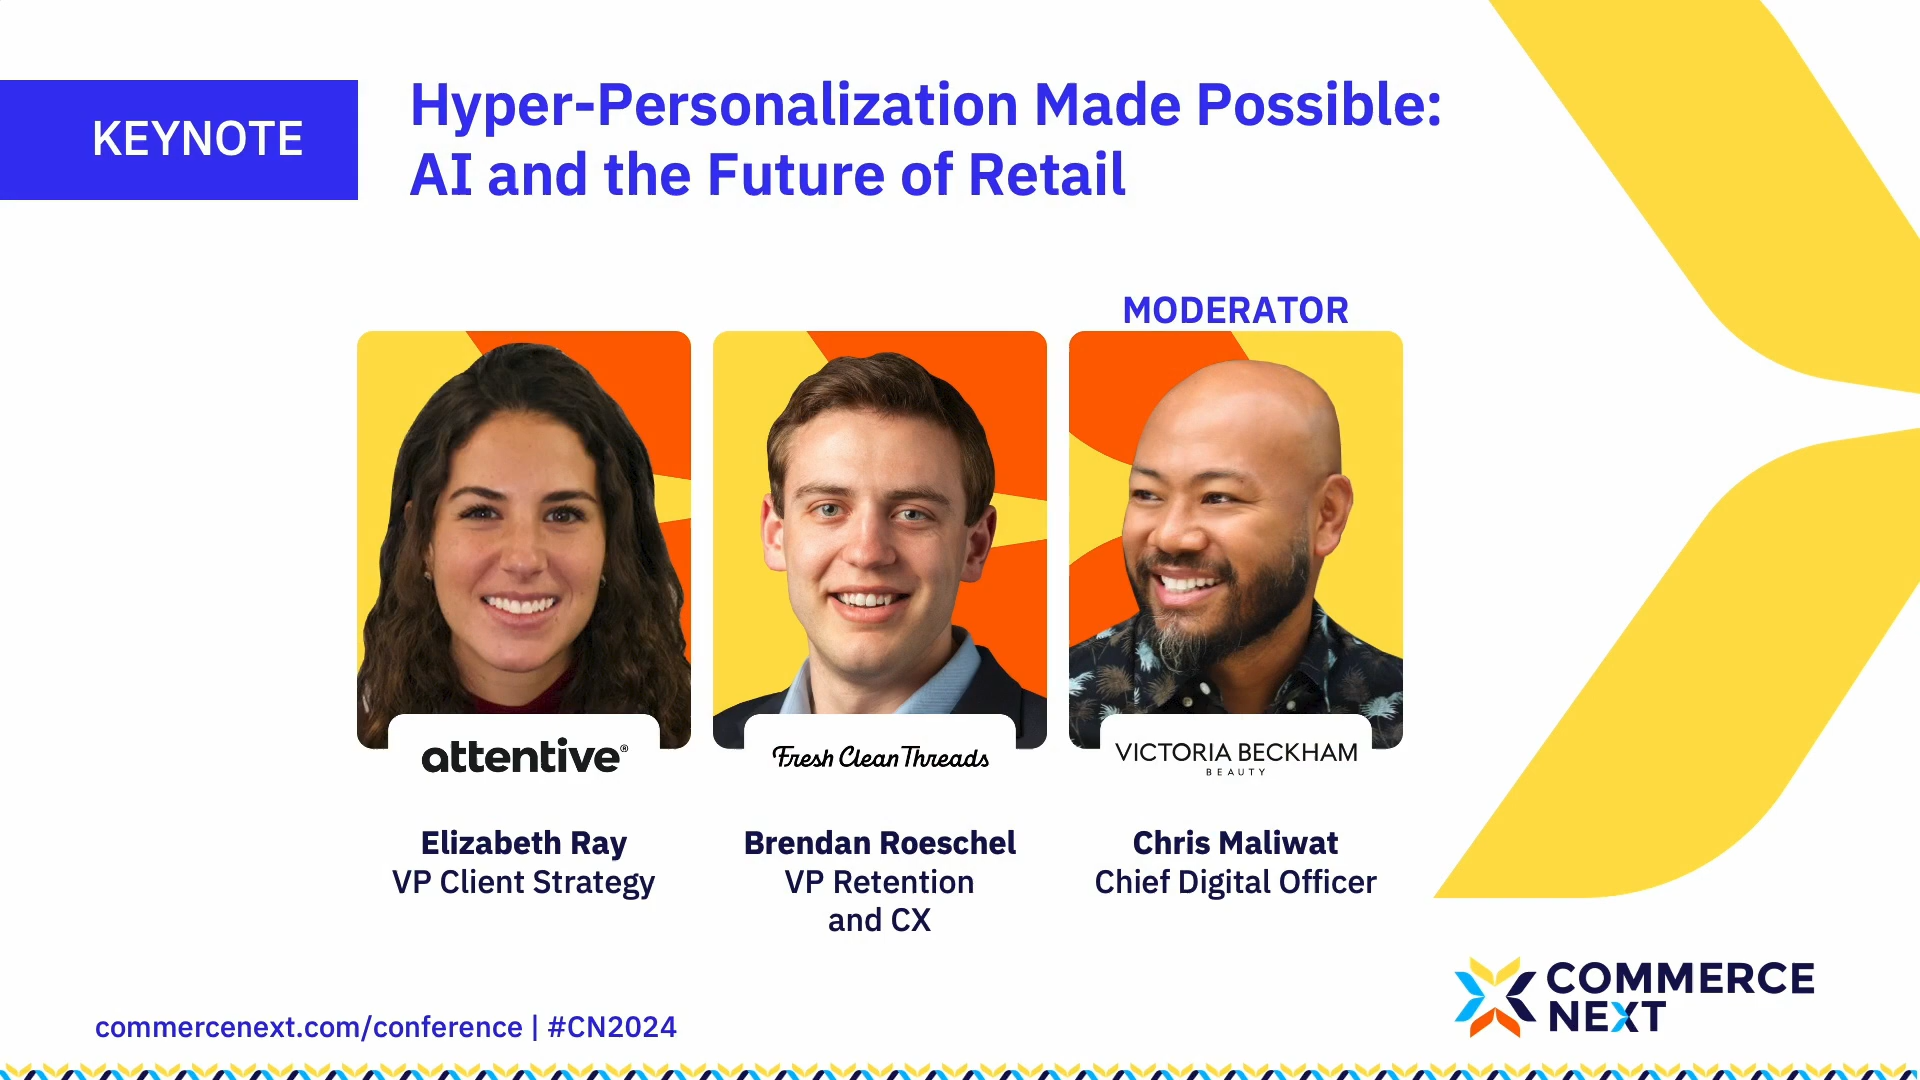 KEYNOTE
Hyper-Personalization Made Possible:
AI and the Future of Retail
MODERATOR
attentive®
Fresh Clean Threads
VICTORIA BECKHAM
BEAUTY
Elizabeth Ray
VP Client Strategy
Brendan Roeschel
VP Retention
and CX
Chris Maliwat
Chief Digital Officer
commercenext.com/conference | #CN2024
COMMERCE
NEXT